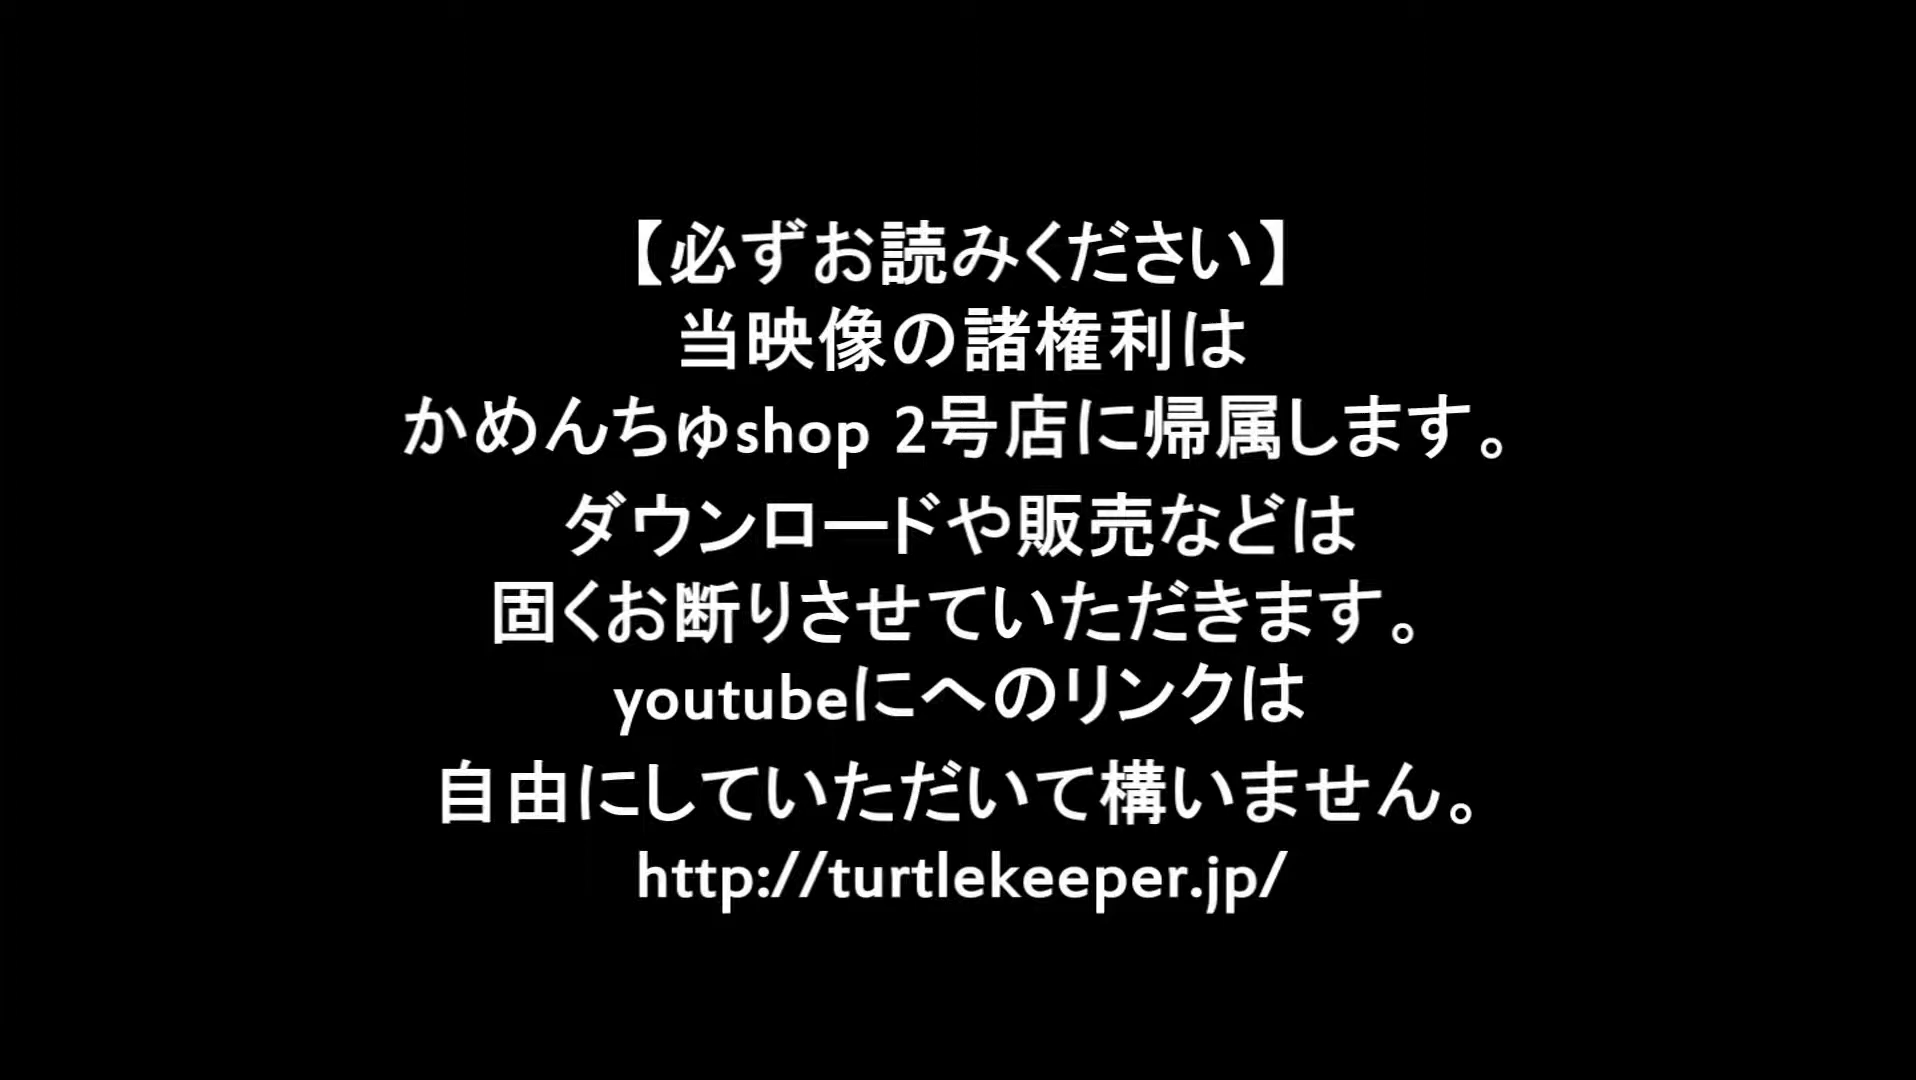 【必ずお読みください】
当映像の諸権利は
かめんちゅshop 2号店に帰属します。
ダウンロードや販売などは
固くお断りさせていただきます。
youtubeにへのリンクは
自由にしていただいて構いません。
http://turtlekeeper.jp/